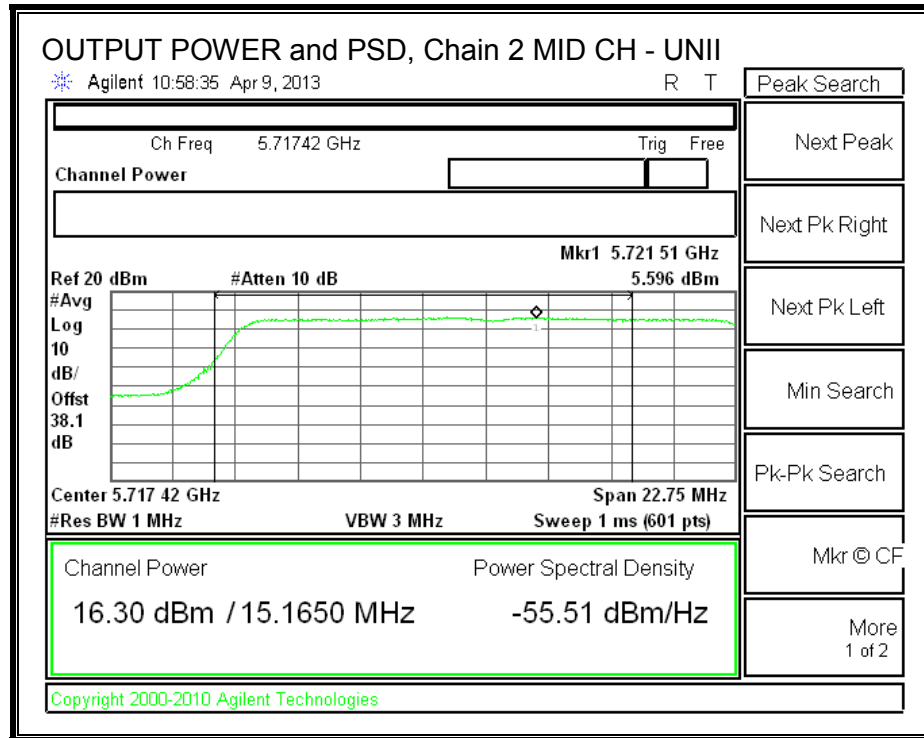 OUTPUT POWER and PSD, Chain 2 MID CH - UNII
Agilent 10:58:35 Apr 9, 2013 R T
Peak Search
Ch Freq 5.71742 GHz Trig Free
Channel Power
Mkr1 5.721 51 GHz
Ref 20 dBm #Atten 10 dB 5.596 dBm
#Avg
Log
10
dB/
Offst
38.1
dB
1
Center 5.717 42 GHz Span 22.75 MHz
#Res BW 1 MHz VBW 3 MHz Sweep 1 ms (601 pts)
Channel Power Power Spectral Density
16.30 dBm / 15.1650 MHz -55.51 dBm/Hz
Copyright 2000-2010 Agilent Technologies
Next Peak
Next Pk Right
Next Pk Left
Min Search
Pk-Pk Search
Mkr © CF
More
1 of 2